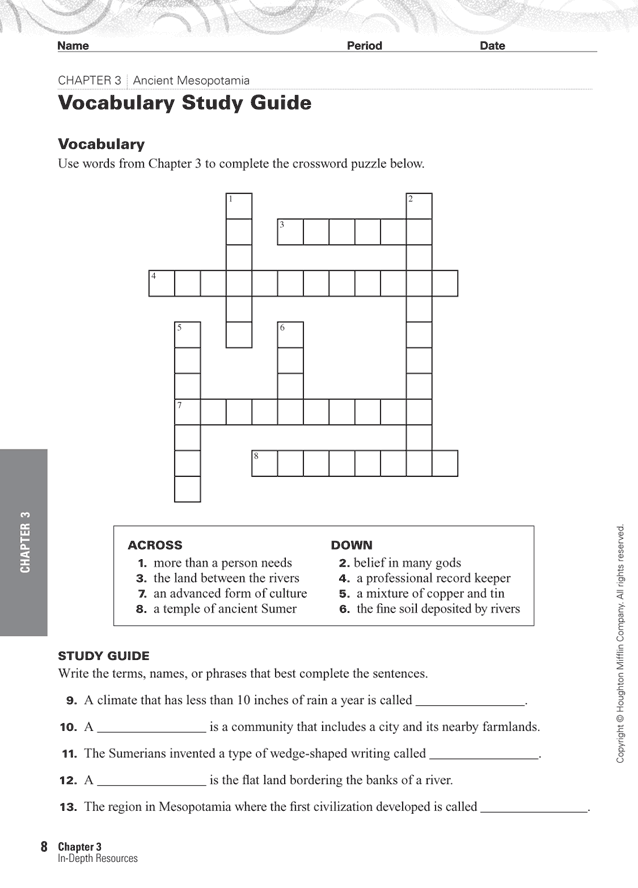 Name Period Date
CHAPTER 3 | Ancient Mesopotamia
Vocabulary Study Guide
Vocabulary
Use words from Chapter 3 to complete the crossword puzzle below.
1 2
3
4
5 6
7
8
ACROSS
1. more than a person needs
3. the land between the rivers
7. an advanced form of culture
8. a temple of ancient Sumer
DOWN
2. belief in many gods
4. a professional record keeper
5. a mixture of copper and tin
6. the fine soil deposited by rivers
STUDY GUIDE
Write the terms, names, or phrases that best complete the sentences.
9. A climate that has less than 10 inches of rain a year is called ________________.
10. A ________________ is a community that includes a city and its nearby farmlands.
11. The Sumerians invented a type of wedge-shaped writing called ________________.
12. A ________________ is the flat land bordering the banks of a river.
13. The region in Mesopotamia where the first civilization developed is called ________________.
8 Chapter 3
In-Depth Resources
CHAPTER 3
Copyright © Houghton Mifflin Company. All rights reserved.